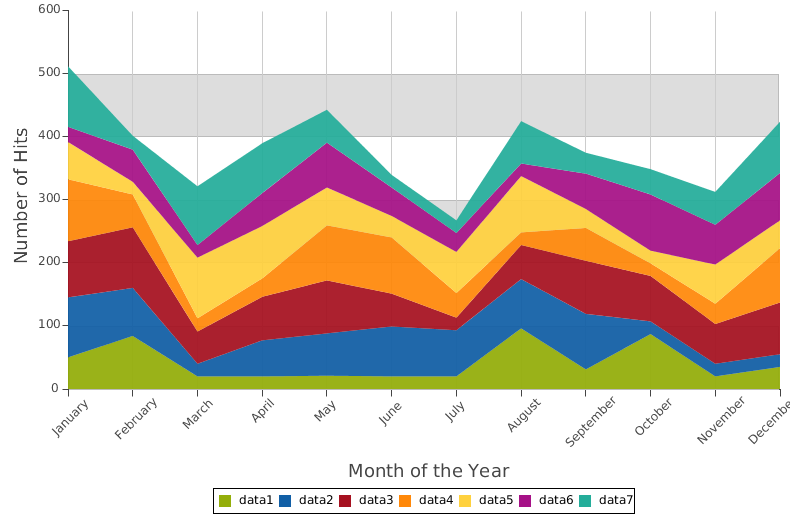 600
500
400
300
200
100
0
Number of Hits
January
February
March
April
May
June
July
August
September
October
November
Decembe
Month of the Year
data1 data2 data3 data4 data5 data6 data7